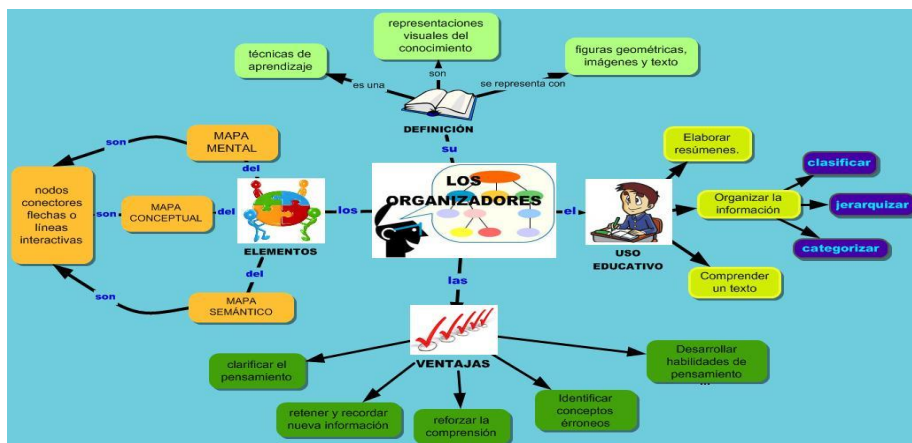 representaciones
visuales del
conocimiento
técnicas de
aprendizaje
figuras geométricas,
imágenes y texto
es una
son
se representa con
DEFINICIÓN
su
MAPA
MENTAL
son
del
nodos
conectores
flechas o
líneas
interactivas
son
MAPA
CONCEPTUAL
del
ELEMENTOS
los
del
son
MAPA
SEMÁNTICO
LOS
ORGANIZADORES
el
USO
EDUCATIVO
Elaborar
resúmenes.
Organizar la
información
clasificar
jerarquizar
categorizar
Comprender
un texto
las
VENTAJAS
clarificar el
pensamiento
retener y recordar
nueva información
reforzar la
comprensión
Identificar
conceptos
érroneos
Desarrollar
habilidades de
pensamiento
...